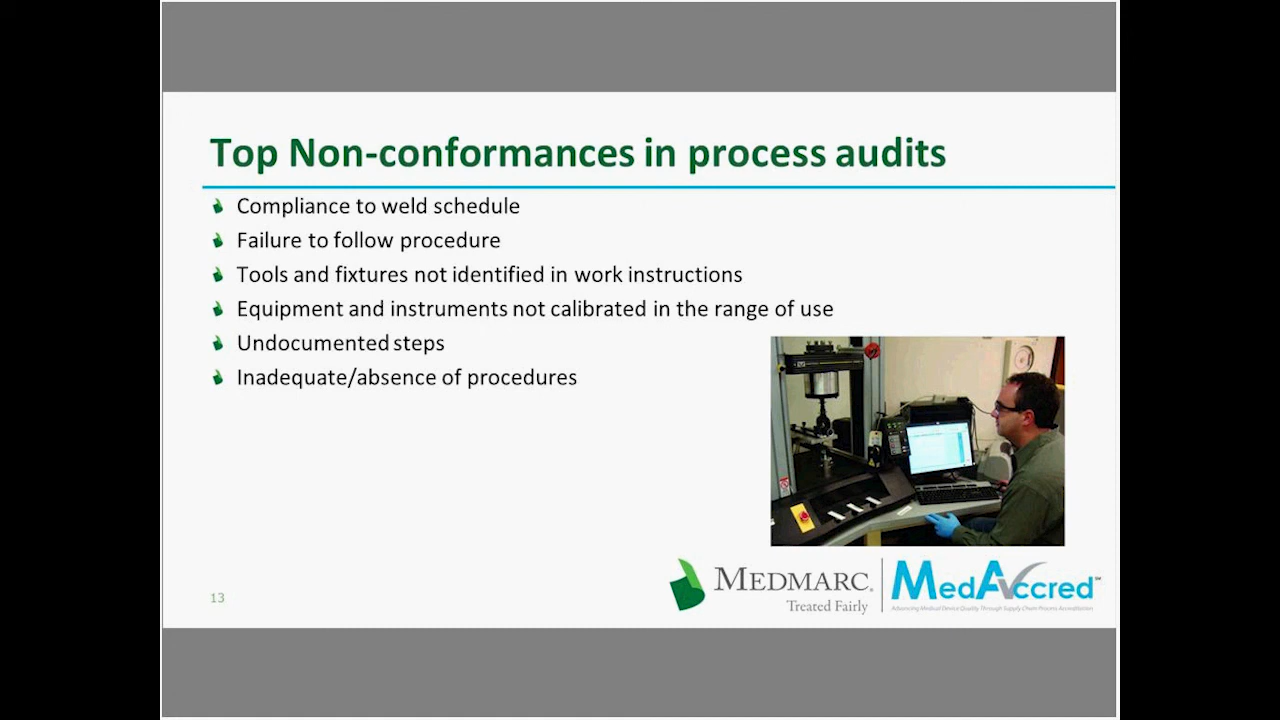 Top Non-conformances in process audits
Compliance to weld schedule
Failure to follow procedure
Tools and fixtures not identified in work instructions
Equipment and instruments not calibrated in the range of use
Undocumented steps
Inadequate/absence of procedures
13
MEDMARC®
Treated Fairly
MedAccred℠
Advancing Medical Device Quality Through Supply Chain Process Accreditation